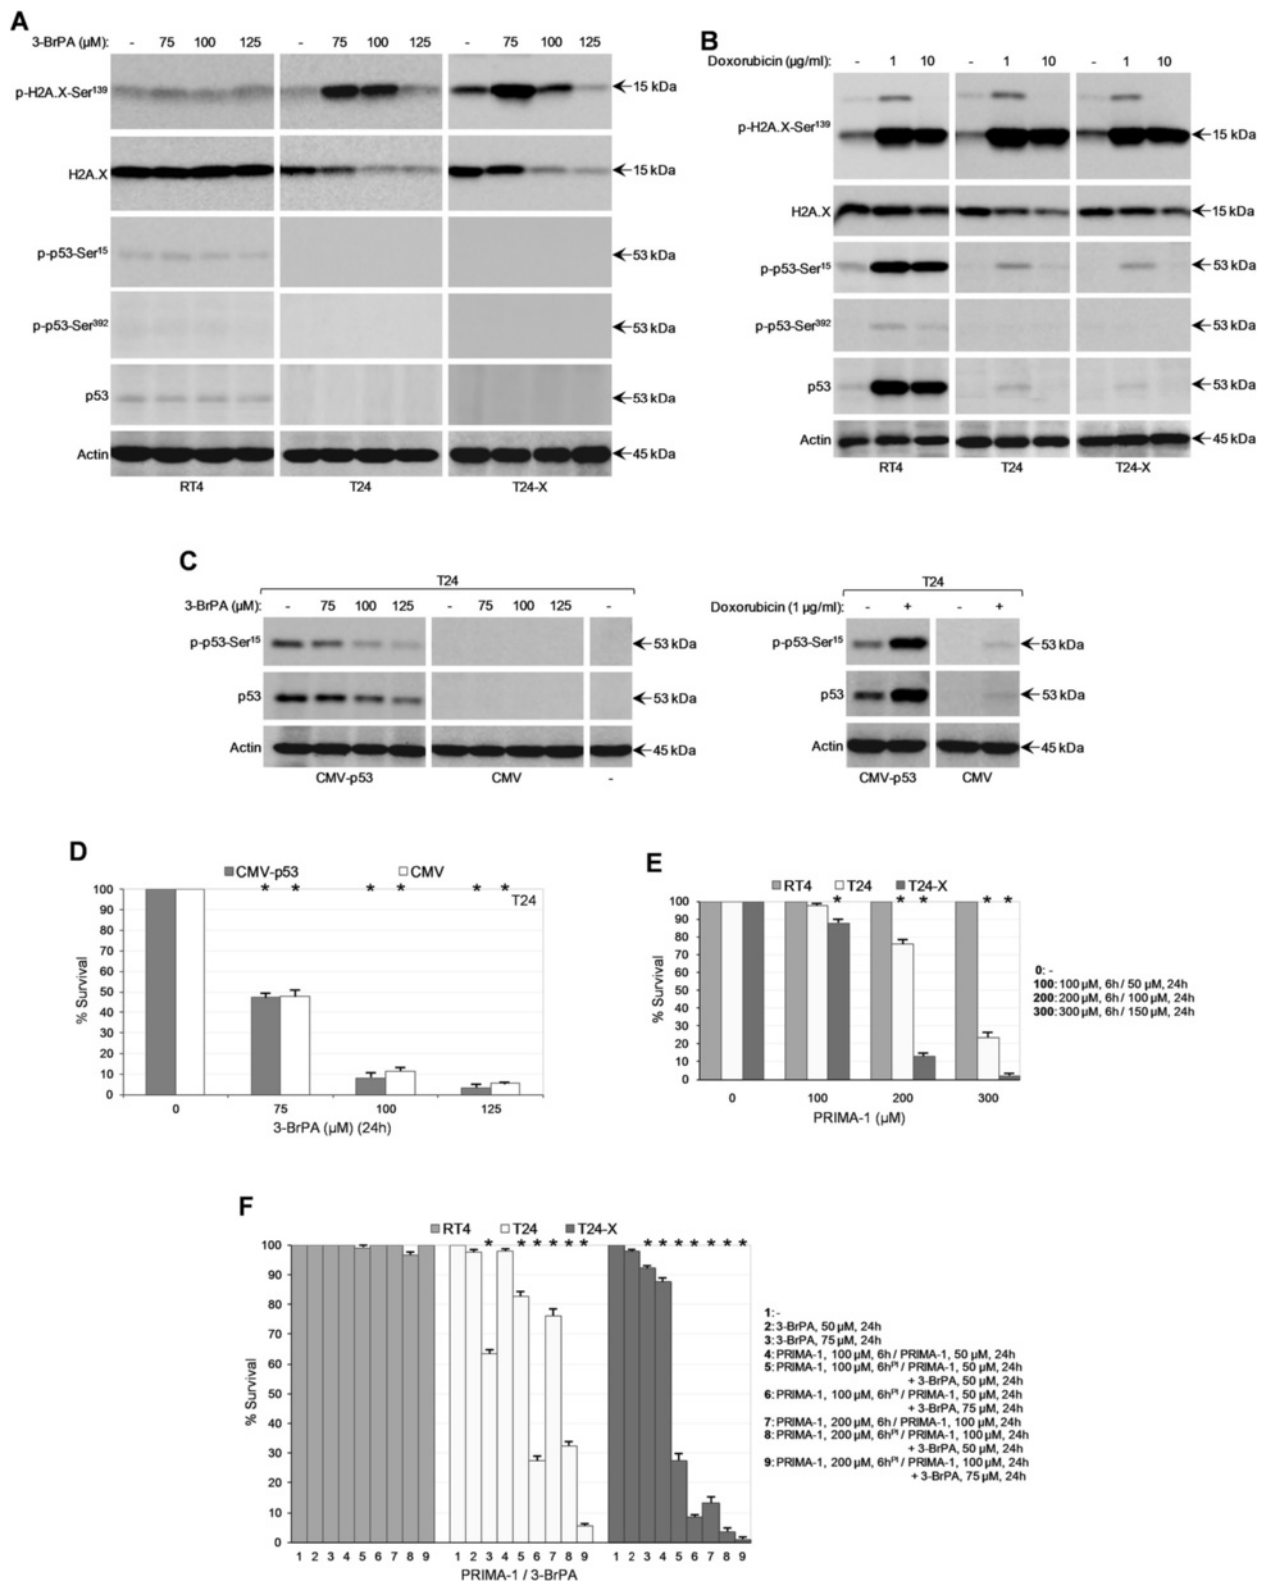 A
3-BrPA (µM): - 75 100 125 - 75 100 125 - 75 100 125
p-H2A.X-Ser¹³⁹ 15 kDa
H2A.X 15 kDa
p-p53-Ser¹⁵ 53 kDa
p-p53-Ser³⁹² 53 kDa
p53 53 kDa
Actin 45 kDa
RT4 T24 T24-X
B
Doxorubicin (µg/ml): - 1 10 - 1 10 - 1 10
p-H2A.X-Ser¹³⁹ 15 kDa
H2A.X 15 kDa
p-p53-Ser¹⁵ 53 kDa
p-p53-Ser³⁹² 53 kDa
p53 53 kDa
Actin 45 kDa
RT4 T24 T24-X
C
T24
3-BrPA (µM): - 75 100 125 - 75 100 125 -
p-p53-Ser¹⁵ 53 kDa
p53 53 kDa
Actin 45 kDa
CMV-p53 CMV -
T24
Doxorubicin (1 µg/ml): - + - +
p-p53-Ser¹⁵ 53 kDa
p53 53 kDa
Actin 45 kDa
CMV-p53 CMV
D
CMV-p53 CMV
* * * * * *
T24
100
90
80
70
60
50
40
30
20
10
0
% Survival
0 75 100 125
3-BrPA (µM) (24h)
E
RT4 T24 T24-X
* * * * *
100
90
80
70
60
50
40
30
20
10
0
% Survival
0 100 200 300
PRIMA-1 (µM)
0: -
100: 100 µM, 6h / 50 µM, 24h
200: 200 µM, 6h / 100 µM, 24h
300: 300 µM, 6h / 150 µM, 24h
F
RT4 T24 T24-X
* * * * * * * * * * * * *
100
90
80
70
60
50
40
30
20
10
0
% Survival
1 2 3 4 5 6 7 8 9 1 2 3 4 5 6 7 8 9 1 2 3 4 5 6 7 8 9
PRIMA-1 / 3-BrPA
1: -
2: 3-BrPA, 50 µM, 24h
3: 3-BrPA, 75 µM, 24h
4: PRIMA-1, 100 µM, 6h / PRIMA-1, 50 µM, 24h
5: PRIMA-1, 100 µM, 6hᴾᴵ / PRIMA-1, 50 µM, 24h
+ 3-BrPA, 50 µM, 24h
6: PRIMA-1, 100 µM, 6hᴾᴵ / PRIMA-1, 50 µM, 24h
+ 3-BrPA, 75 µM, 24h
7: PRIMA-1, 200 µM, 6h / PRIMA-1, 100 µM, 24h
8: PRIMA-1, 200 µM, 6hᴾᴵ / PRIMA-1, 100 µM, 24h
+ 3-BrPA, 50 µM, 24h
9: PRIMA-1, 200 µM, 6hᴾᴵ / PRIMA-1, 100 µM, 24h
+ 3-BrPA, 75 µM, 24h